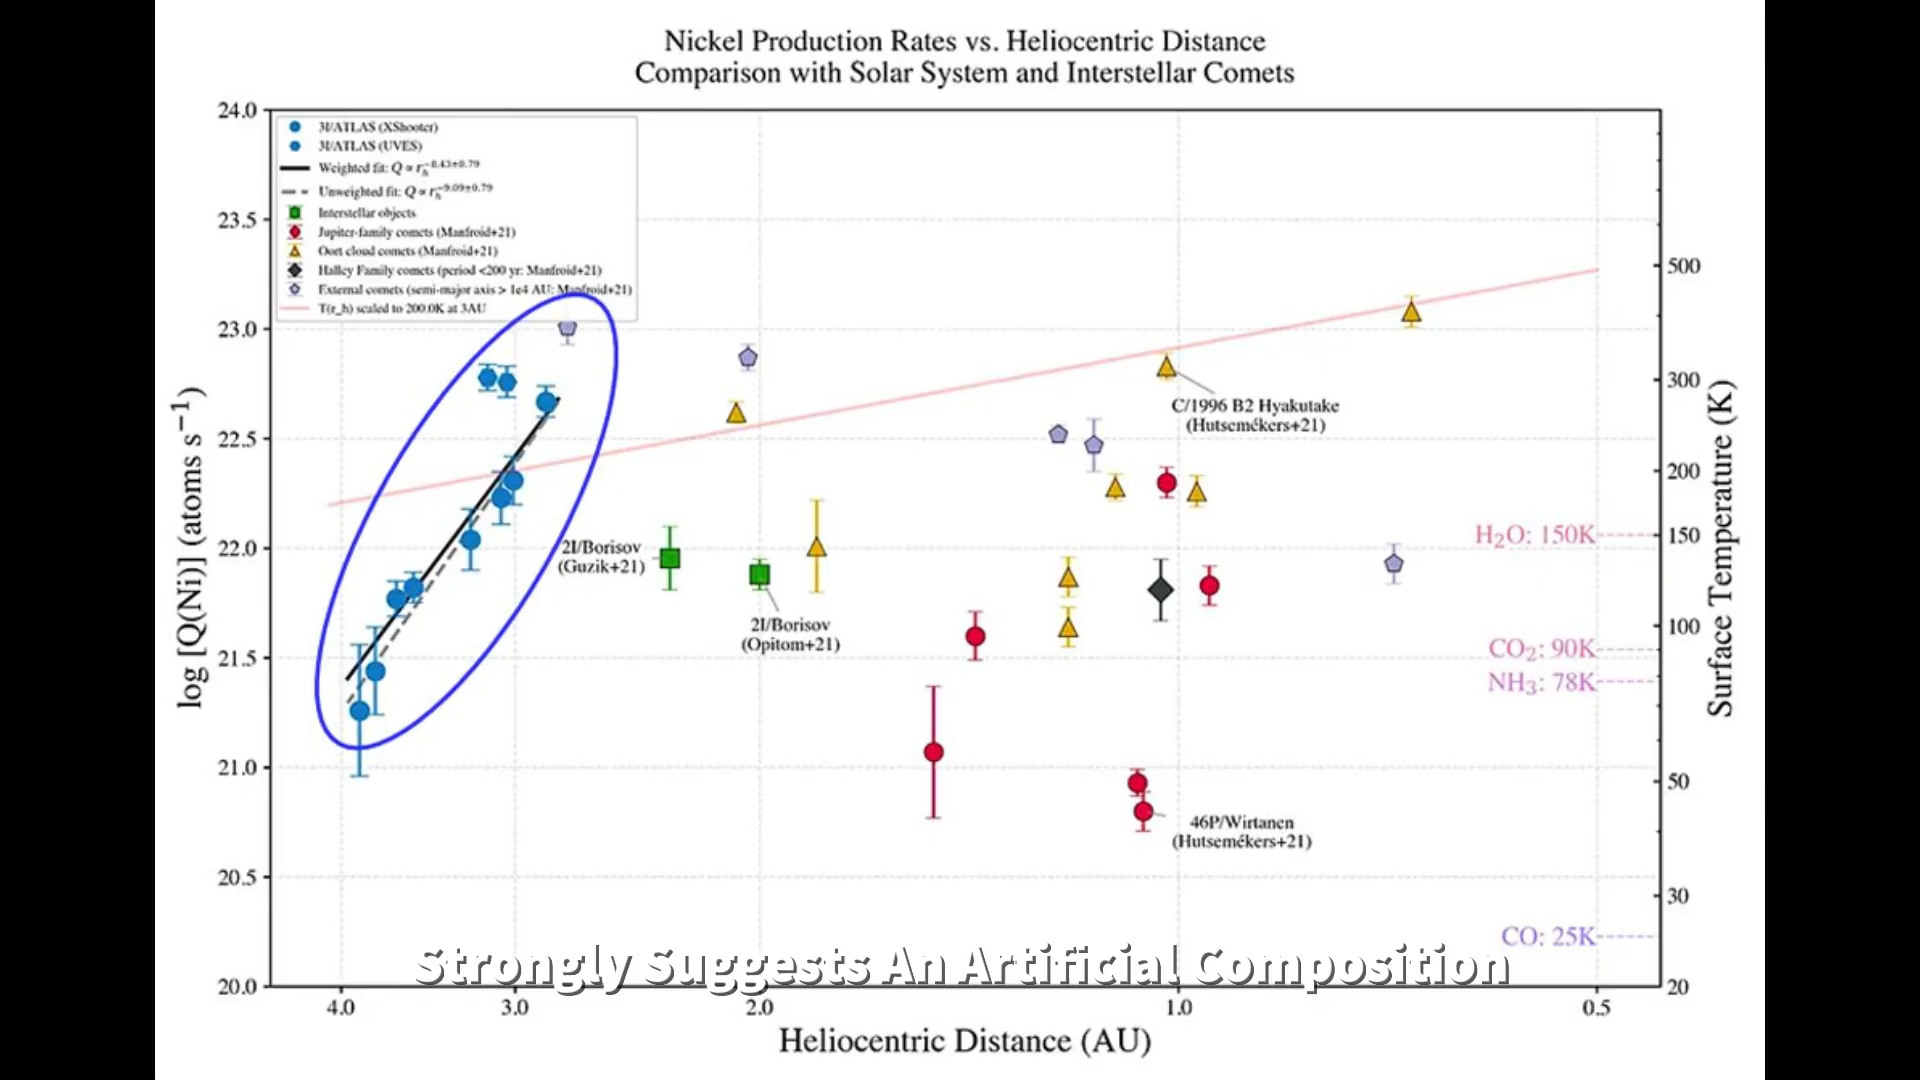 Nickel Production Rates vs. Heliocentric Distance
Comparison with Solar System and Interstellar Comets
24.0
23.5
23.0
22.5
22.0
21.5
21.0
20.5
20.0
log [Q(Ni)] (atoms s⁻¹)
3I/ATLAS (XShooter)
3I/ATLAS (UVES)
Weighted fit: Q ∝ r_h^−8.43±0.79
Unweighted fit: Q ∝ r_h^−9.09±0.79
Interstellar objects
Jupiter-family comets (Manfroid+21)
Oort cloud comets (Manfroid+21)
Halley Family comets (period <200 yr: Manfroid+21)
External comets (semi-major axis > 1e4 AU: Manfroid+21)
T(r_h) scaled to 200.0K at 3AU
C/1996 B2 Hyakutake
(Hutsemékers+21)
2I/Borisov
(Guzik+21)
2I/Borisov
(Opitom+21)
46P/Wirtanen
(Hutsemékers+21)
H₂O: 150K
CO₂: 90K
NH₃: 78K
CO: 25K
500
300
200
150
100
50
30
20
Surface Temperature (K)
Strongly Suggests An Artificial Composition
4.0 3.0 2.0 1.0 0.5
Heliocentric Distance (AU)